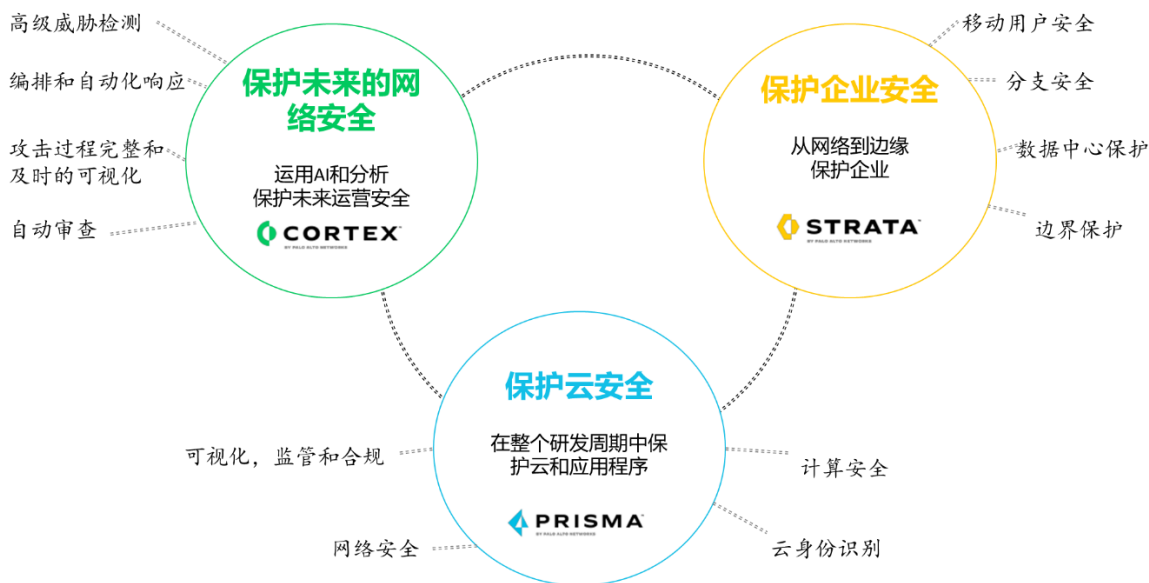 高级威胁检测
编排和自动化响应
攻击过程完整和
及时的可视化
自动审查
保护未来的网
络安全
运用AI和分析
保护未来运营安全
CORTEX™
BY PALO ALTO NETWORKS
保护企业安全
从网络到边缘
保护企业
STRATA™
BY PALO ALTO NETWORKS
移动用户安全
分支安全
数据中心保护
边界保护
保护云安全
在整个研发周期中保
护云和应用程序
PRISMA™
BY PALO ALTO NETWORKS
可视化，监管和合规
网络安全
计算安全
云身份识别